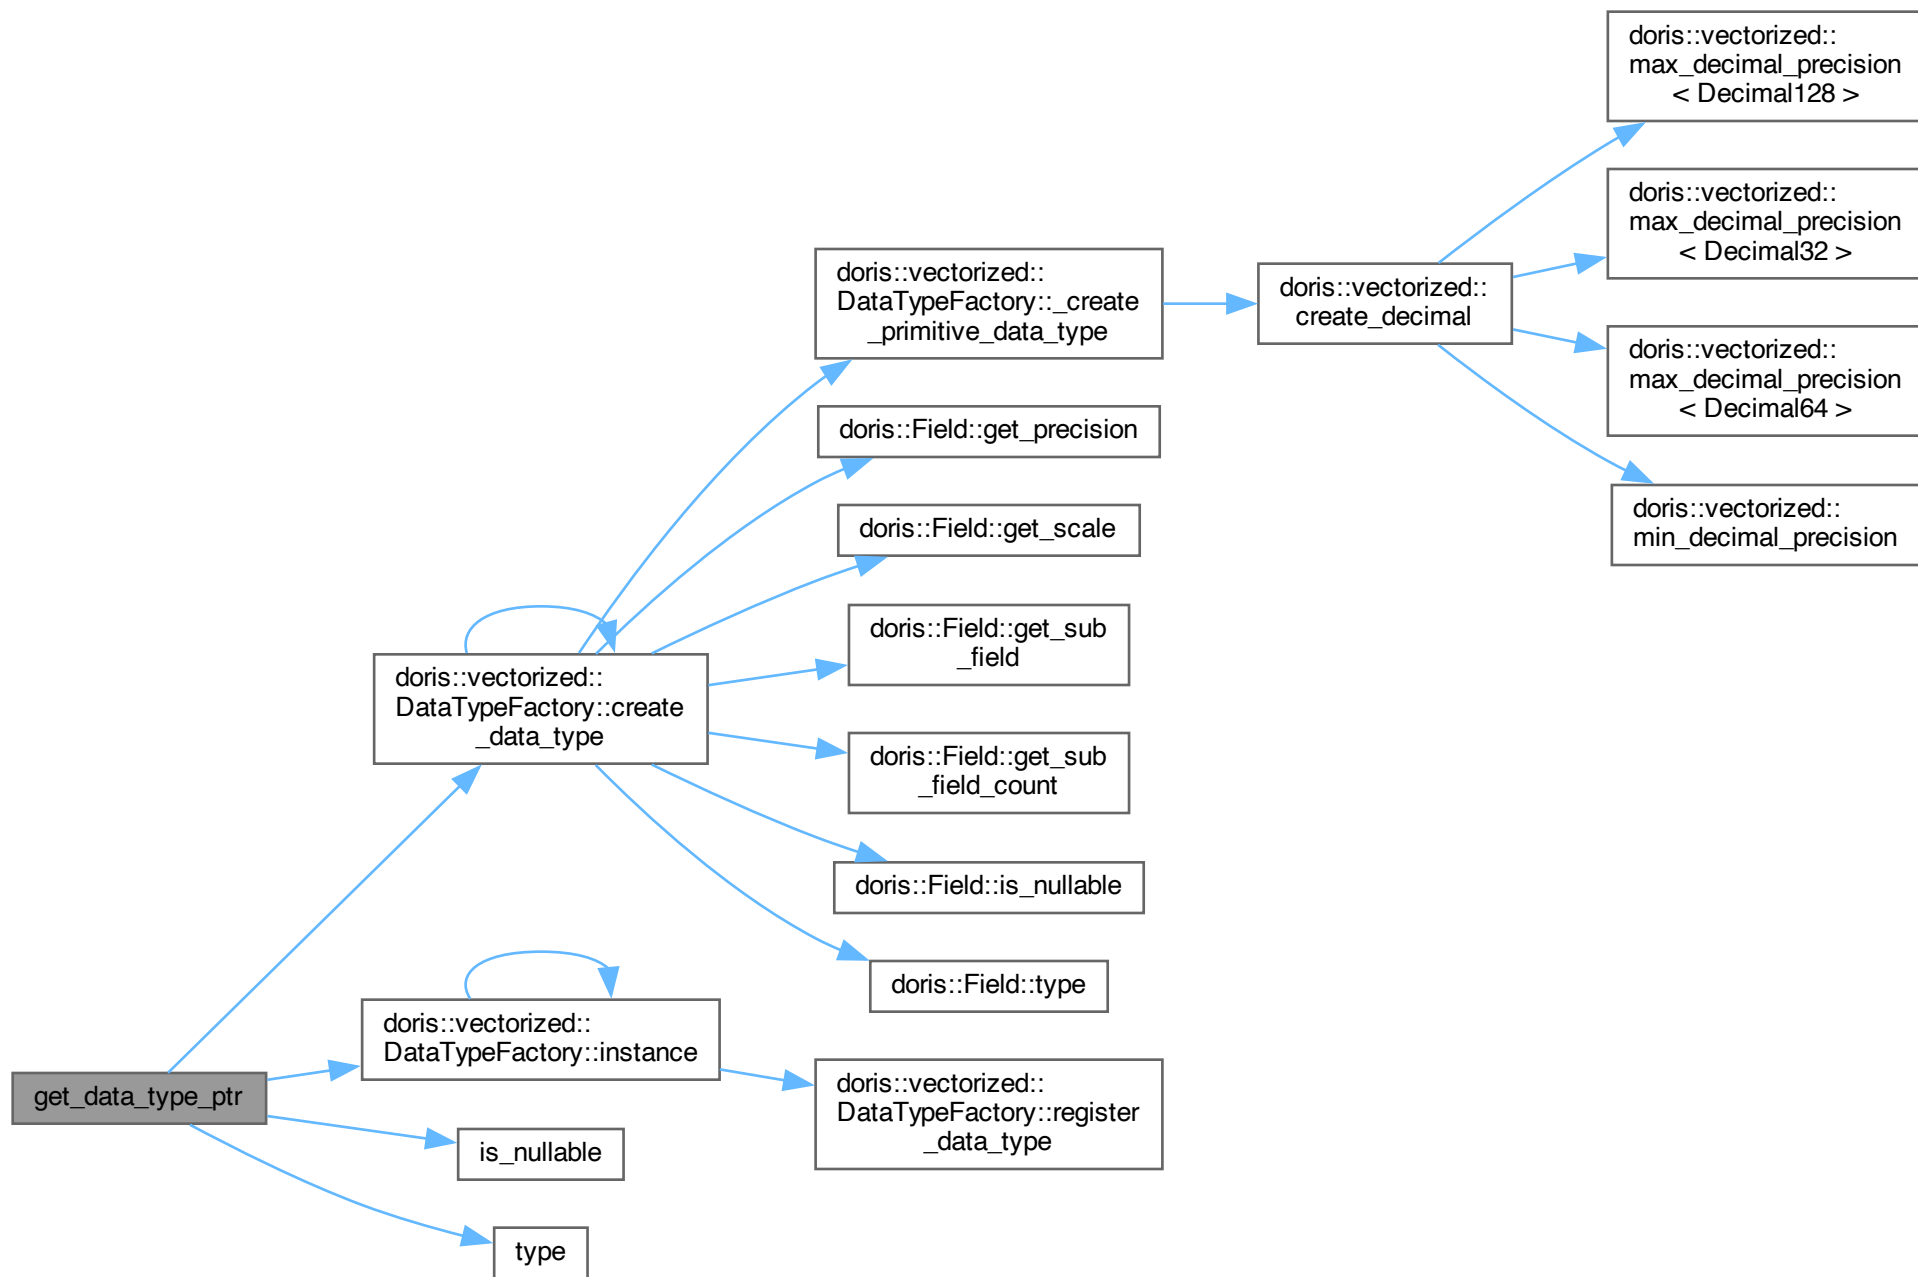 doris::vectorized::
max_decimal_precision
< Decimal128 >
doris::vectorized::
max_decimal_precision
< Decimal32 >
doris::vectorized::
DataTypeFactory::_create
_primitive_data_type
doris::vectorized::
create_decimal
doris::vectorized::
max_decimal_precision
< Decimal64 >
doris::Field::get_precision
doris::vectorized::
min_decimal_precision
doris::Field::get_scale
doris::Field::get_sub
_field
doris::vectorized::
DataTypeFactory::create
_data_type
doris::Field::get_sub
_field_count
doris::Field::is_nullable
doris::Field::type
doris::vectorized::
DataTypeFactory::instance
get_data_type_ptr
doris::vectorized::
DataTypeFactory::register
_data_type
is_nullable
type